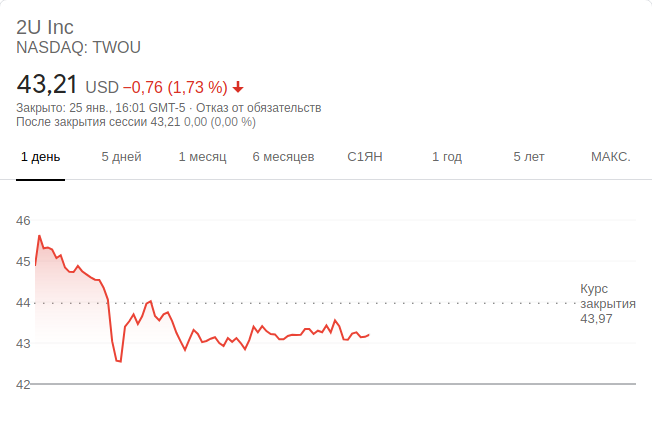 2U Inc
NASDAQ: TWOU
43,21 USD −0,76 (1,73 %)
Закрыто: 25 янв., 16:01 GMT-5 · Отказ от обязательств
После закрытия сессии 43,21 0,00 (0,00 %)
1 день 5 дней 1 месяц 6 месяцев С1ЯН 1 год 5 лет МАКС.
46
45
44
43
42
Курс
закрытия
43,97